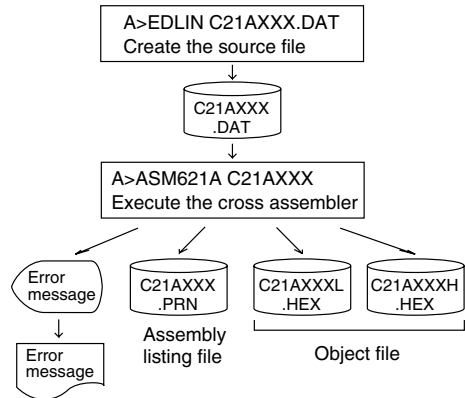 A>EDLIN C21AXXX.DAT
Create the source file
C21AXXX
.DAT
A>ASM621A C21AXXX
Execute the cross assembler
Error
message
C21AXXX
.PRN
C21AXXXL
.HEX
C21AXXXH
.HEX
Assembly
listing file
Object file
Error
message